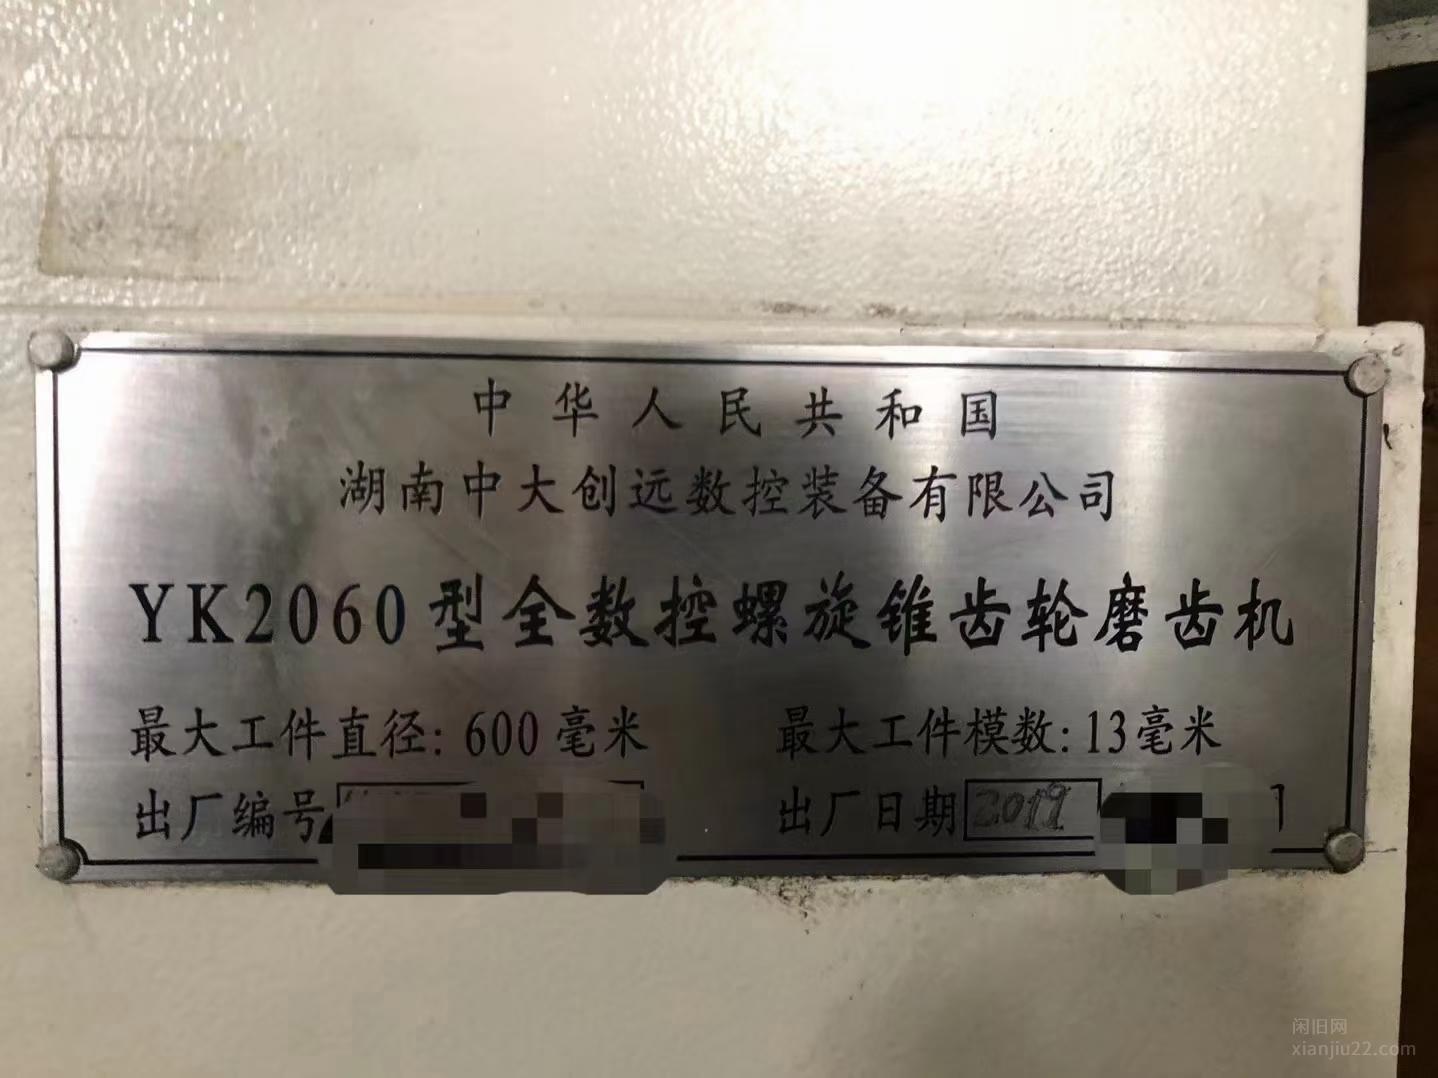 中华人民共和国
湖南中大创远数控装备有限公司
YK2060型全数控螺旋锥齿轮磨齿机
最大工件直径: 600毫米 最大工件模数: 13毫米
出厂编号 出厂日期 2019
闲旧网
xianjiu22.com